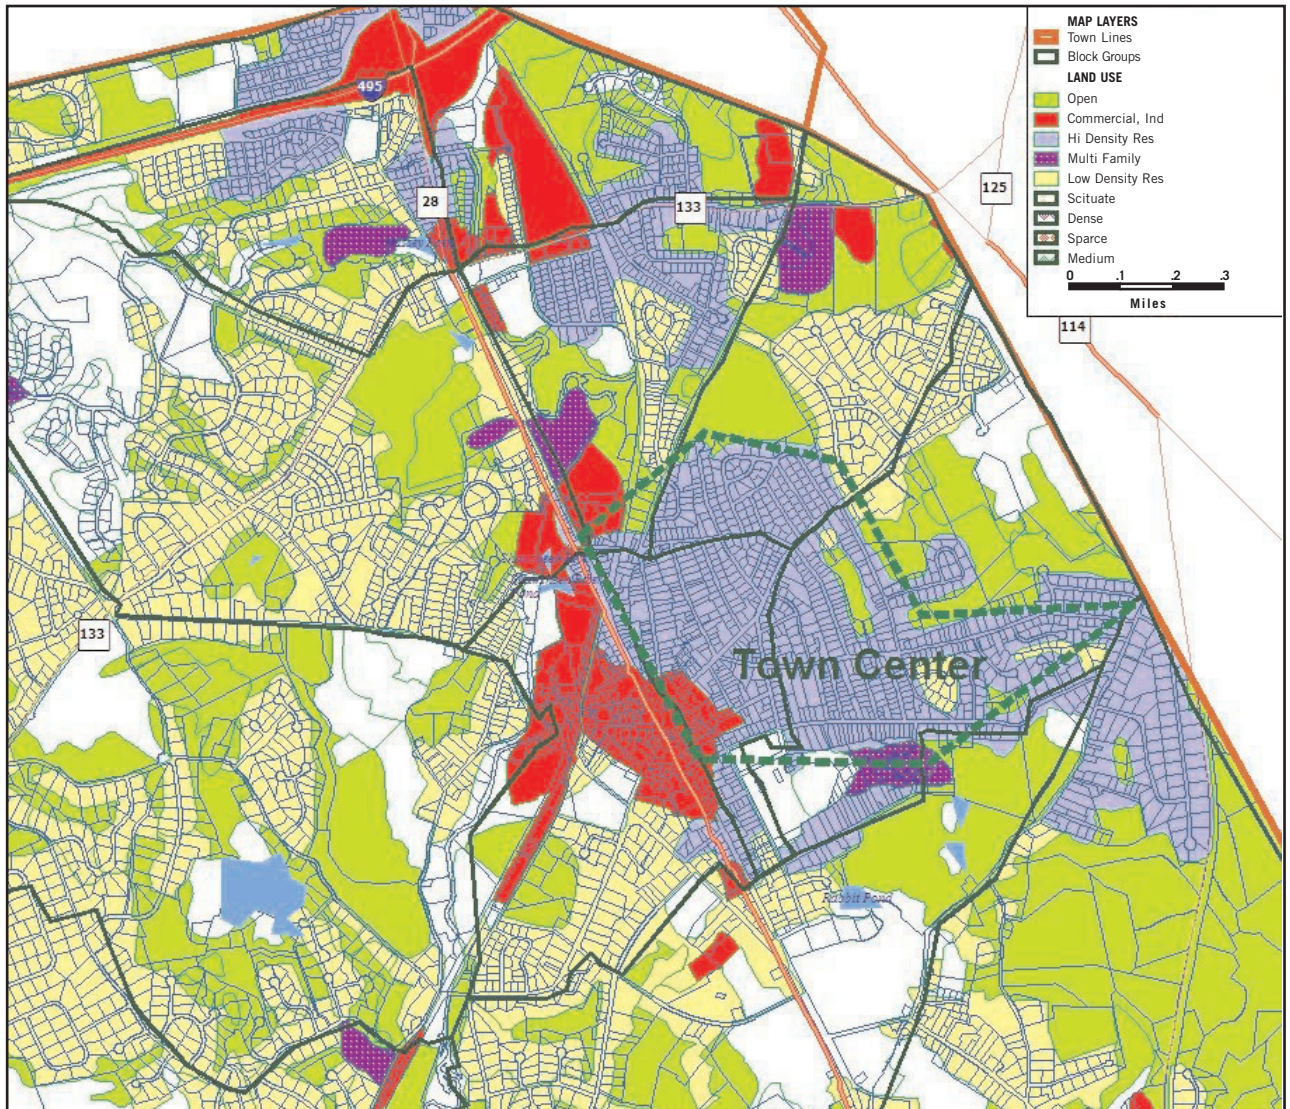 MAP LAYERS
Town Lines
Block Groups
LAND USE
Open
Commercial, Ind
Hi Density Res
Multi Family
Low Density Res
Scituate
Dense
Sparce
Medium
0 .1 .2 .3
Miles
495
28
133
125
114
133
Town Center
Pond
Rabbit Pond